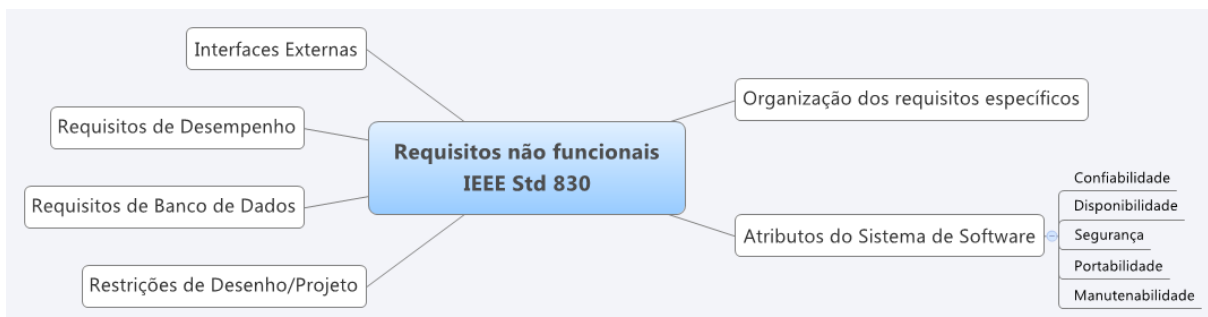 Interfaces Externas
Requisitos de Desempenho
Requisitos de Banco de Dados
Restrições de Desenho/Projeto
Requisitos não funcionais
IEEE Std 830
Organização dos requisitos específicos
Atributos do Sistema de Software
Confiabilidade
Disponibilidade
Segurança
Portabilidade
Manutenabilidade